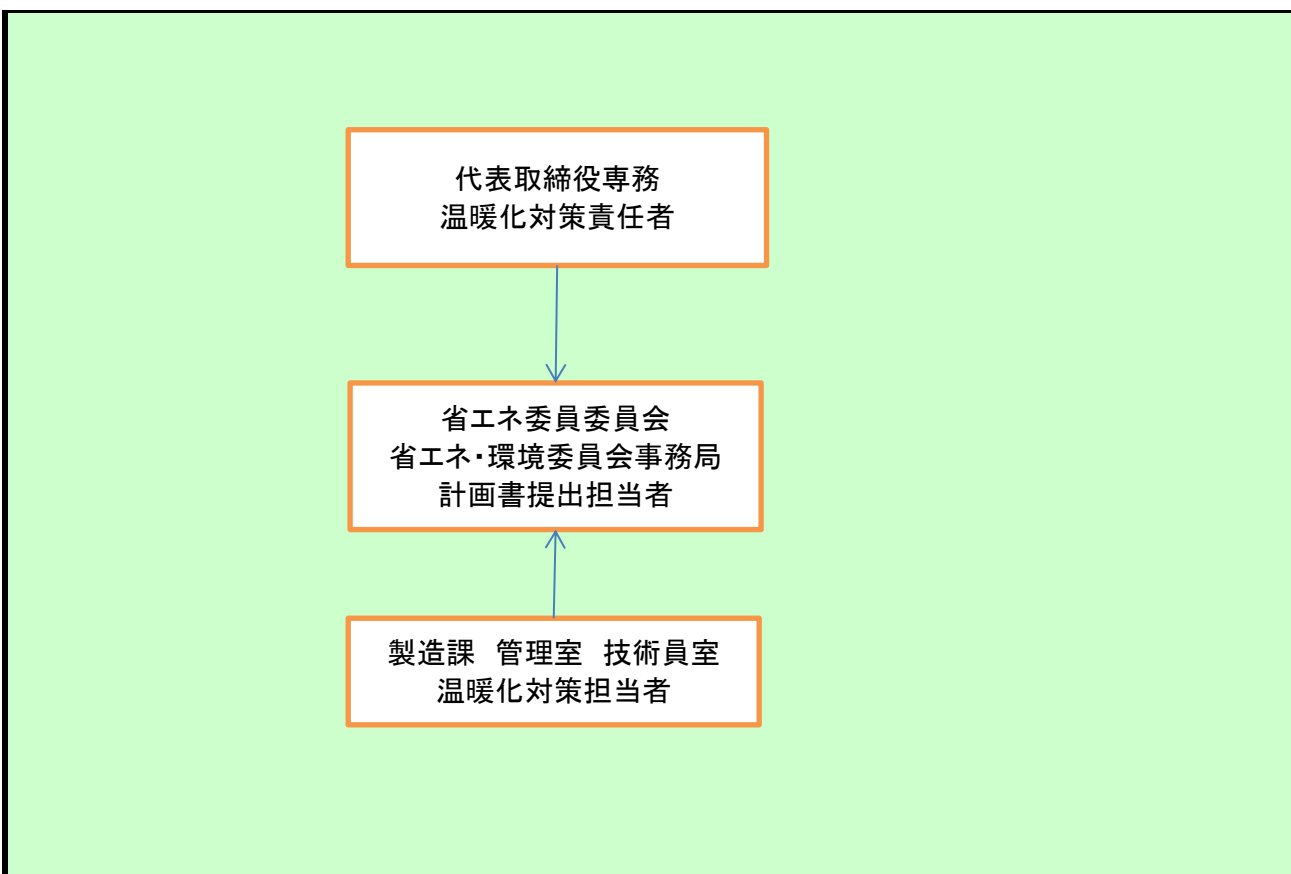 代表取締役専務
温暖化対策責任者
省エネ委員委員会
省エネ・環境委員会事務局
計画書提出担当者
製造課　管理室　技術員室
温暖化対策担当者